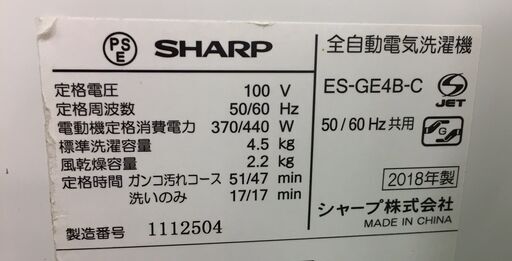 PS
E
SHARP
定格電圧 100 V
定格周波数 50/60 Hz
電動機定格消費電力 370/440 W
標準洗濯容量 4.5 kg
風乾燥容量 2.2 kg
定格時間 ガンコ汚れコース 51/47 min
洗いのみ 17/17 min
製造番号 1112504
全自動電気洗濯機
ES-GE4B-C
S
JET
50/60Hz共用
G
2018年製
シャープ株式会社
MADE IN CHINA